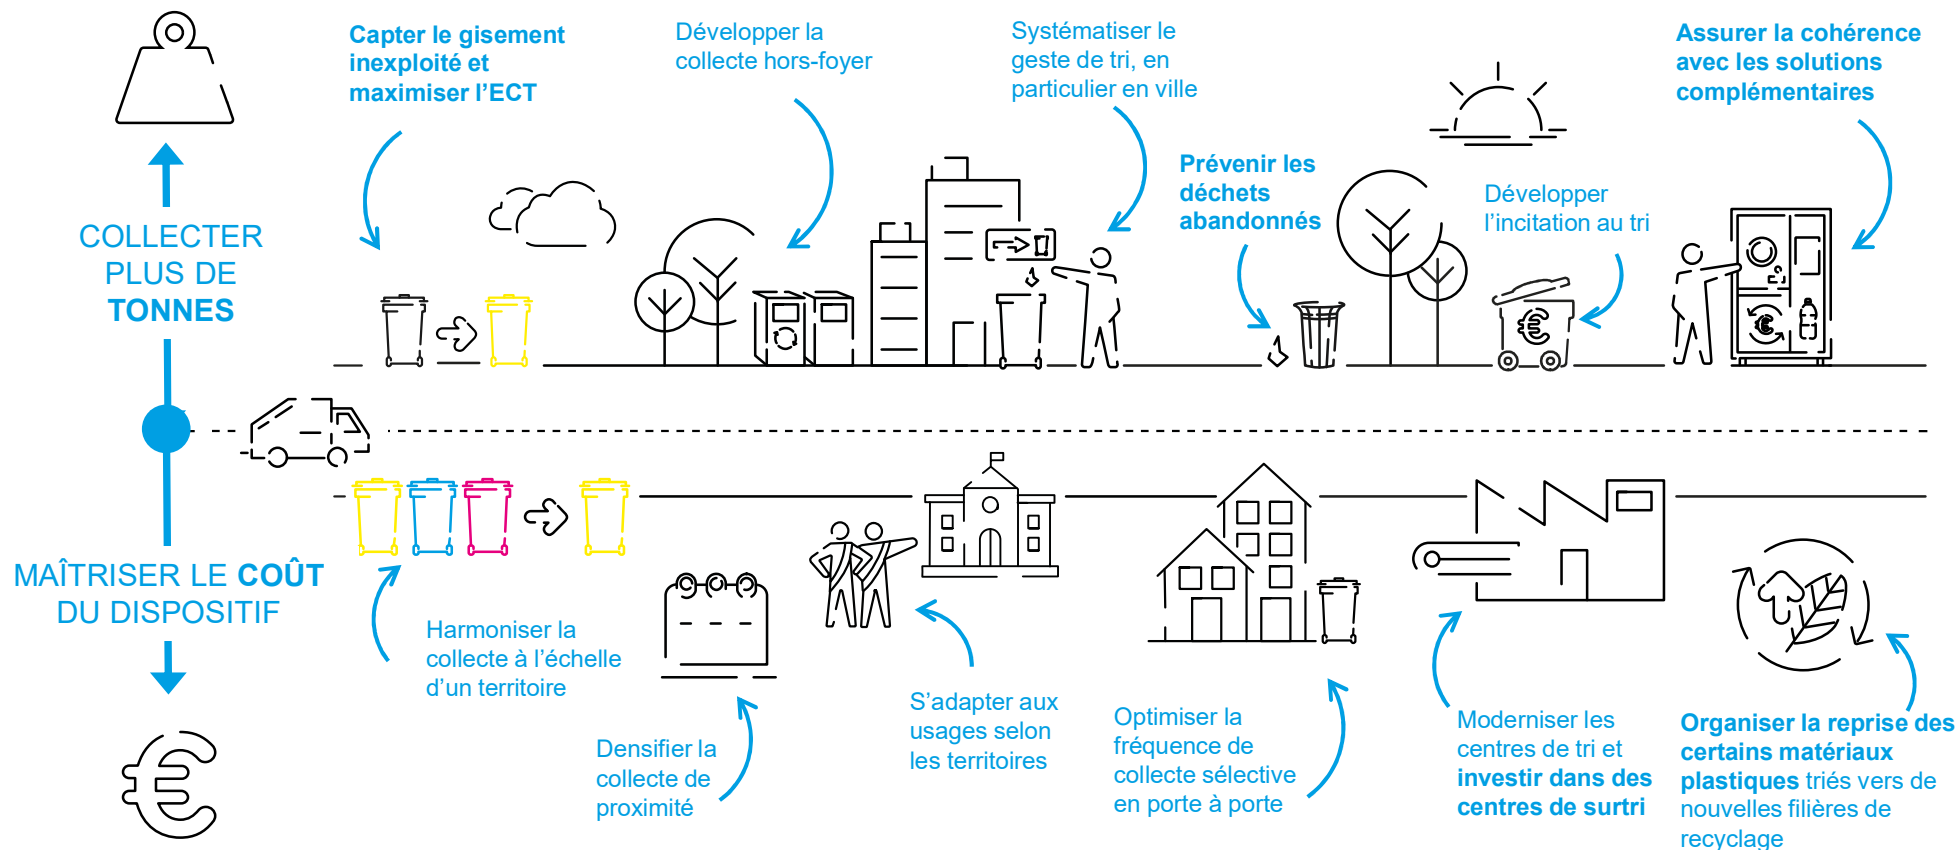 Capter le gisement
inexploité et
maximiser l'ECT
Développer la
collecte hors-foyer
Systématiser le
geste de tri, en
particulier en ville
Prévenir les
déchets
abandonnés
Développer
l'incitation au tri
Assurer la cohérence
avec les solutions
complémentaires
COLLECTER
PLUS DE
TONNES
MAÎTRISER LE COÛT
DU DISPOSITIF
Harmoniser la
collecte à l'échelle
d'un territoire
Densifier la
collecte de
proximité
S'adapter aux
usages selon
les territoires
Optimiser la
fréquence de
collecte sélective
en porte à porte
Moderniser les
centres de tri et
investir dans des
centres de surtri
Organiser la reprise des
certains matériaux
plastiques triés vers de
nouvelles filières de
recyclage